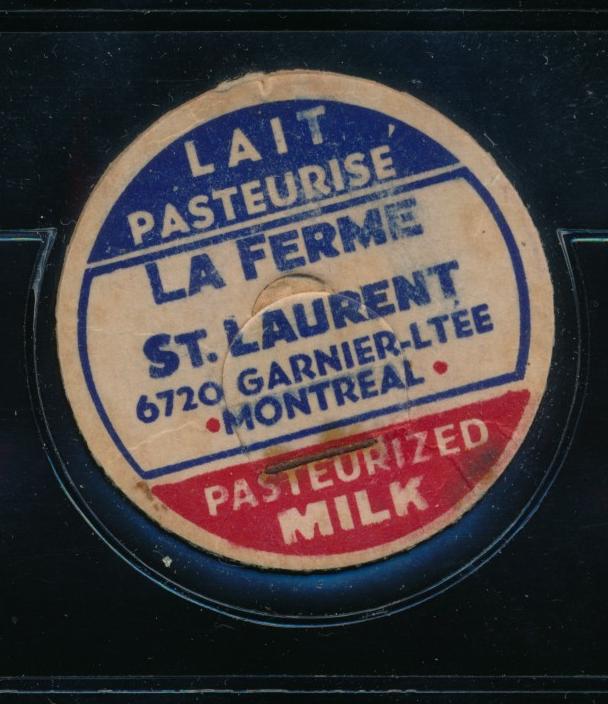 LAIT
PASTEURISÉ
LA FERME
ST. LAURENT
6720 GARNIER-LTÉE
•MONTREAL•
PASTEURIZED
MILK